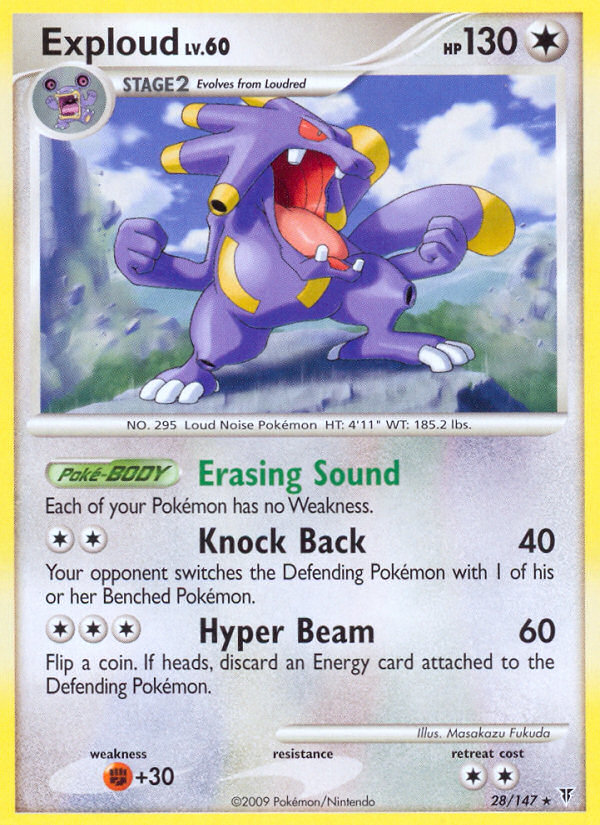 Exploud LV.60
HP 130
STAGE2 Evolves from Loudred
NO. 295 Loud Noise Pokémon HT: 4'11" WT: 185.2 lbs.
Poké-BODY Erasing Sound
Each of your Pokémon has no Weakness.
Knock Back 40
Your opponent switches the Defending Pokémon with 1 of his
or her Benched Pokémon.
Hyper Beam 60
Flip a coin. If heads, discard an Energy card attached to the
Defending Pokémon.
Illus. Masakazu Fukuda
weakness resistance retreat cost
+30
©2009 Pokémon/Nintendo 28/147